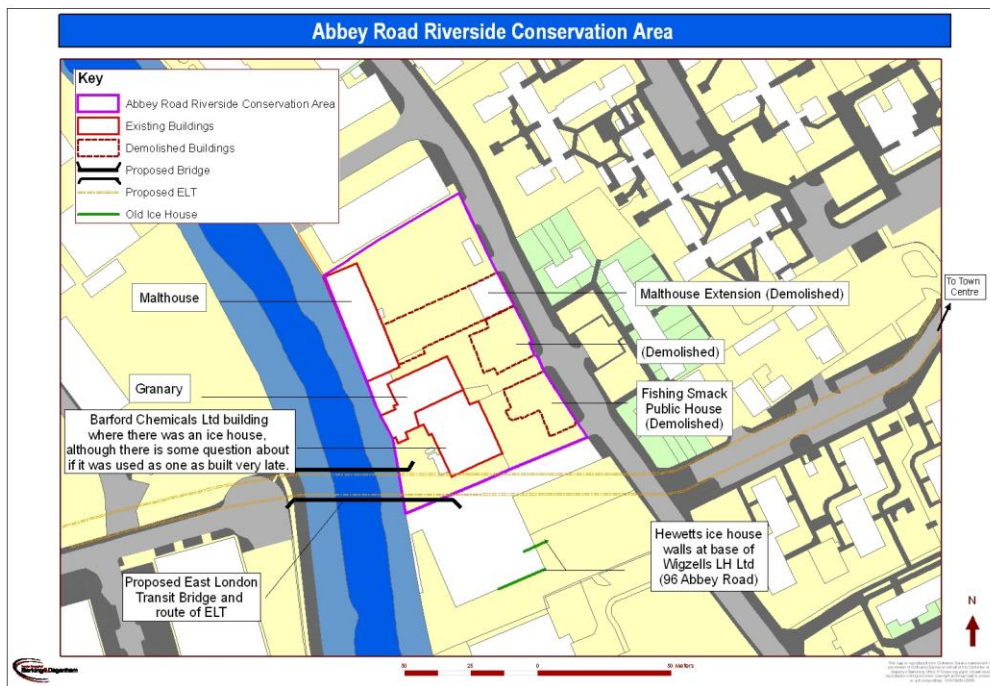 Abbey Road Riverside Conservation Area
Key
Abbey Road Riverside Conservation Area
Existing Buildings
Demolished Buildings
Proposed Bridge
Proposed ELT
Old Ice House
Malthouse
Malthouse Extension (Demolished)
To Town
Centre
(Demolished)
Granary
Fishing Smack
Public House
(Demolished)
Barford Chemicals Ltd building
where there was an ice house,
although there is some question about
if it was used as one as built very late.
Hewetts ice house
walls at base of
Wigzells LH Ltd
(96 Abbey Road)
Proposed East London
Transit Bridge and
route of ELT
N
Barking & Dagenham
50 25 0 50 Meters